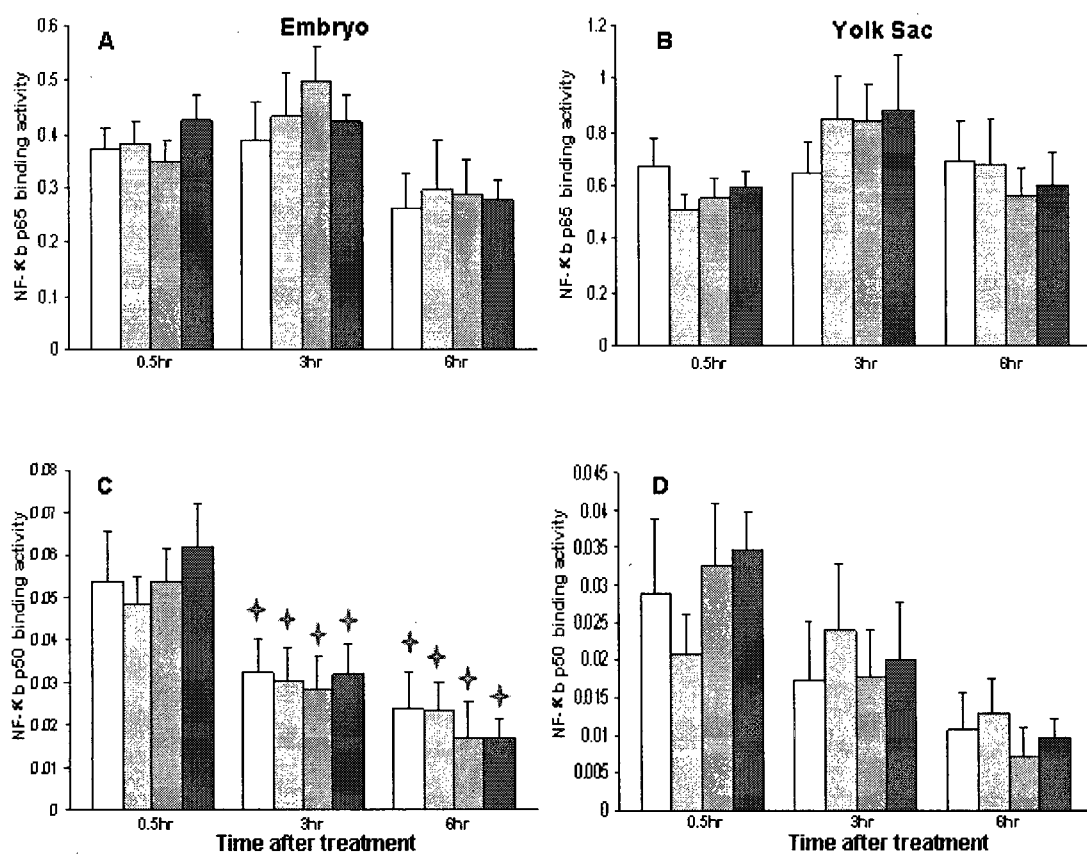 A
Embryo
NF-κb p65 binding activity
0.6
0.5
0.4
0.3
0.2
0.1
0
0.5hr 3hr 6hr
B
Yolk Sac
NF-κb p65 binding activity
1.2
1
0.8
0.6
0.4
0.2
0
0.5hr 3hr 6hr
C
NF-κb p50 binding activity
0.08
0.07
0.06
0.05
0.04
0.03
0.02
0.01
0
0.5hr 3hr 6hr
Time after treatment
D
NF-κb p50 binding activity
0.045
0.04
0.035
0.03
0.025
0.02
0.015
0.01
0.005
0
0.5hr 3hr 6hr
Time after treatment